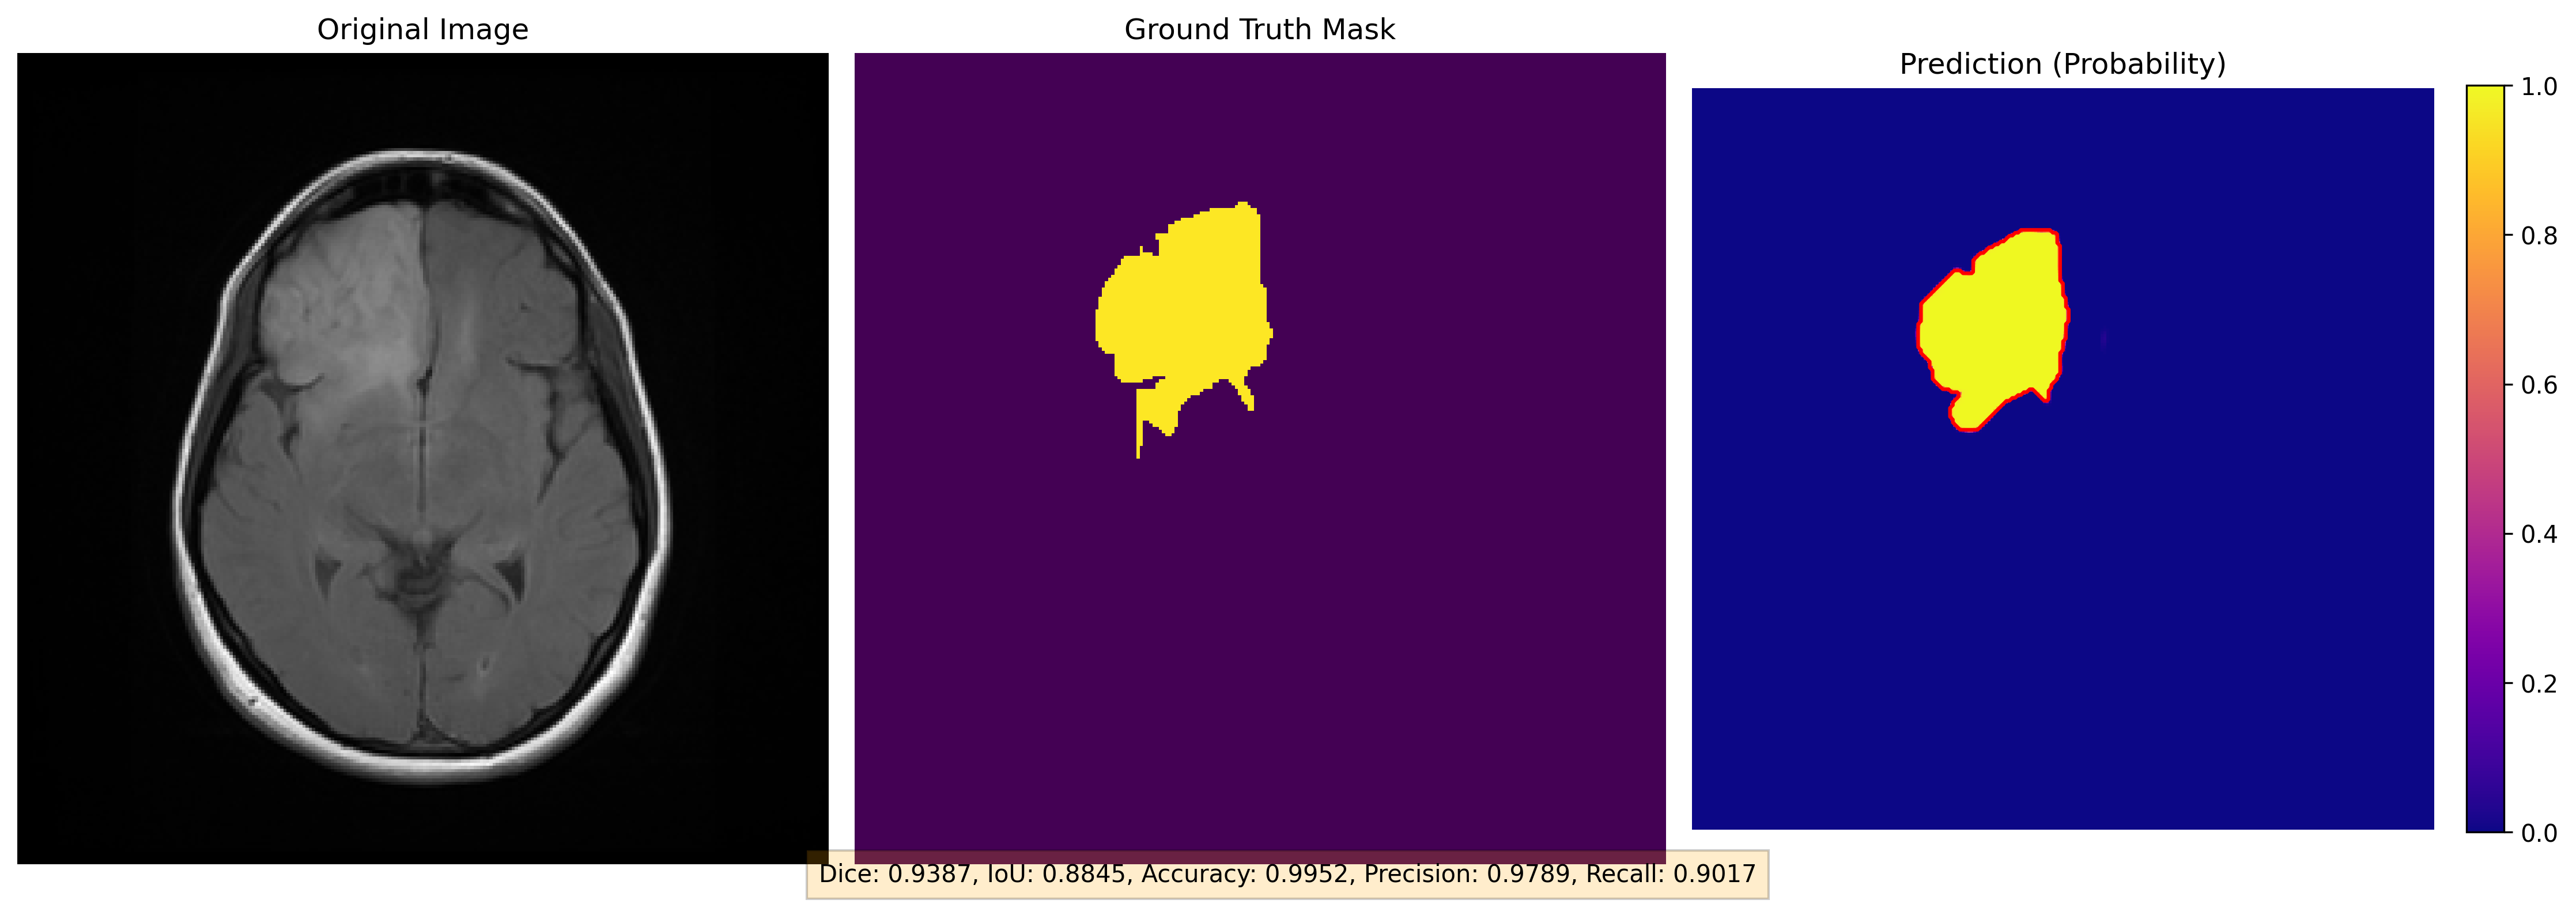 Original Image
Ground Truth Mask
Prediction (Probability)
1.0
0.8
0.6
0.4
0.2
0.0
Dice: 0.9387, IoU: 0.8845, Accuracy: 0.9952, Precision: 0.9789, Recall: 0.9017